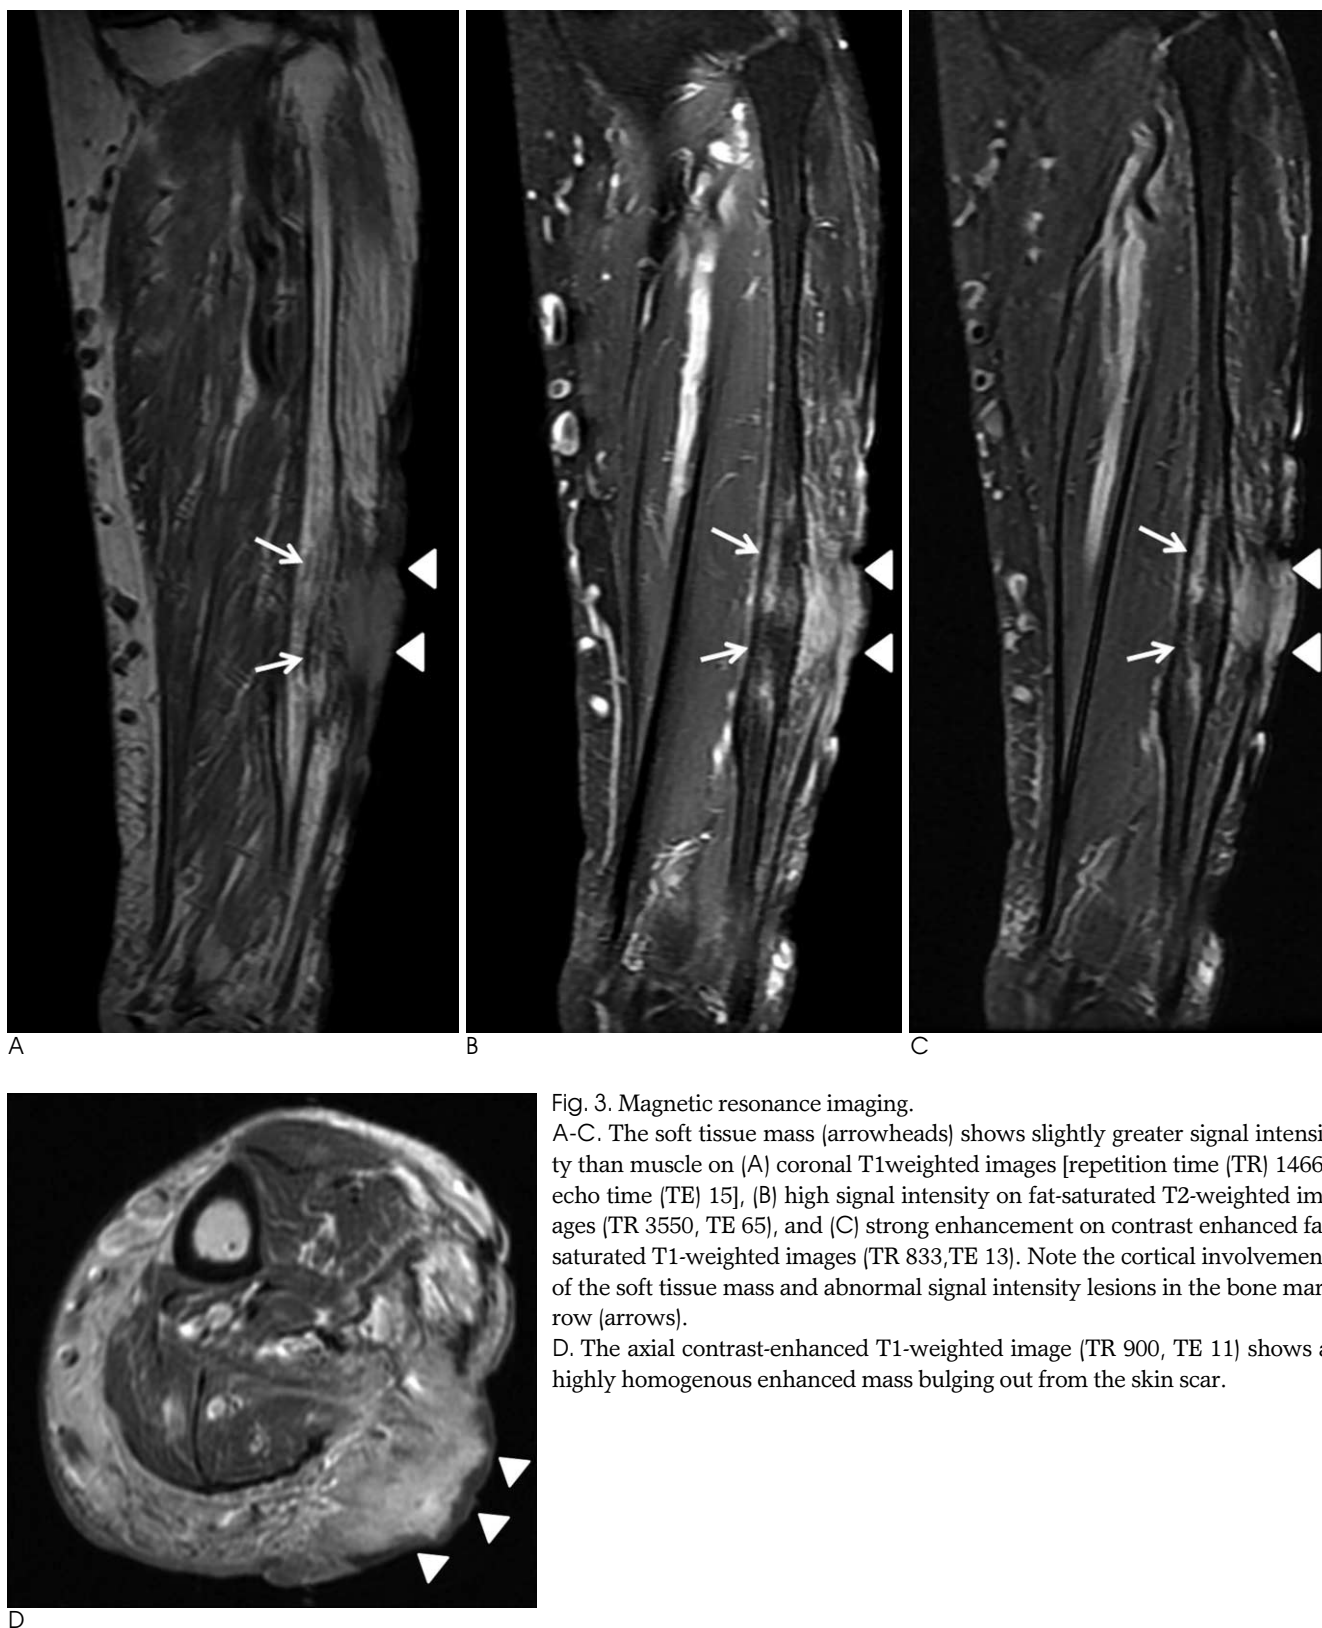 A
B
C
D
Fig. 3. Magnetic resonance imaging.
A-C. The soft tissue mass (arrowheads) shows slightly greater signal intensi-
ty than muscle on (A) coronal T1weighted images [repetition time (TR) 1466
echo time (TE) 15], (B) high signal intensity on fat-saturated T2-weighted im
ages (TR 3550, TE 65), and (C) strong enhancement on contrast enhanced fa
saturated T1-weighted images (TR 833,TE 13). Note the cortical involvemen
of the soft tissue mass and abnormal signal intensity lesions in the bone mar
row (arrows).
D. The axial contrast-enhanced T1-weighted image (TR 900, TE 11) shows a
highly homogenous enhanced mass bulging out from the skin scar.